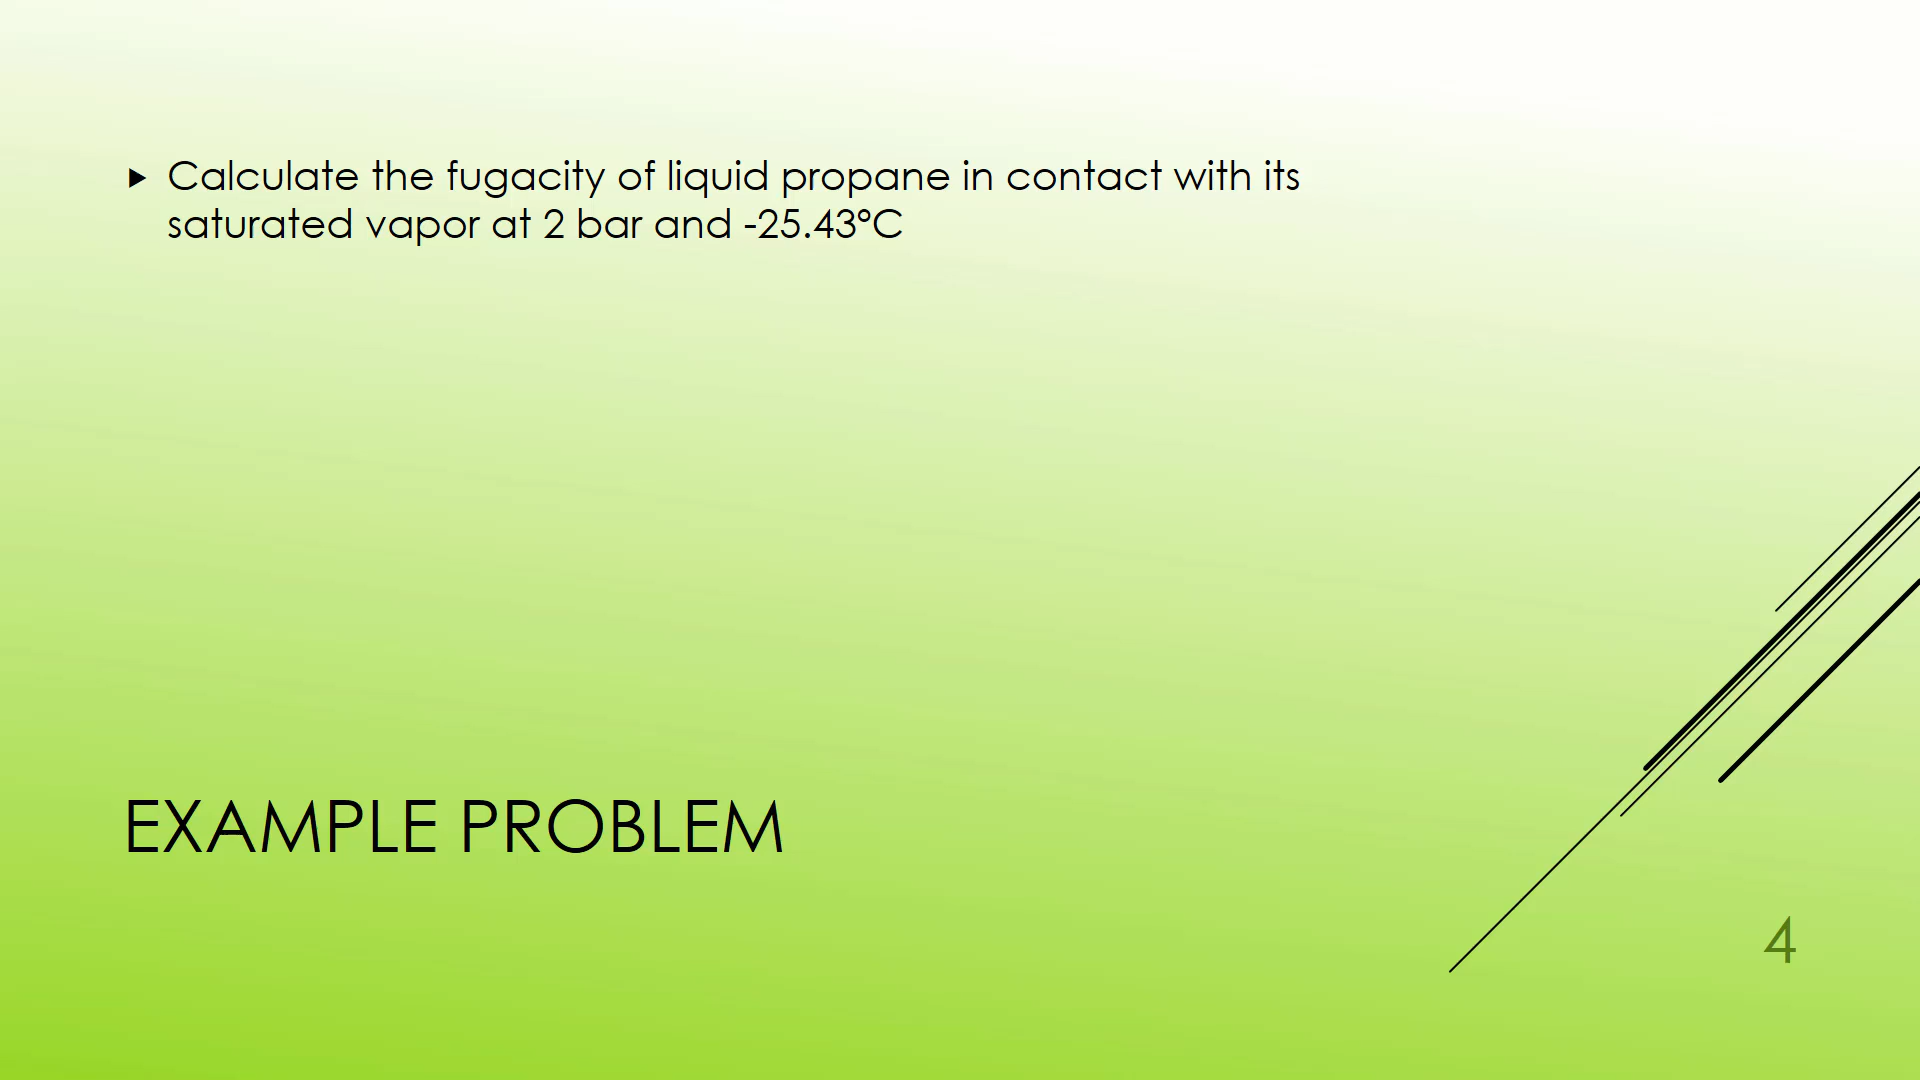 Calculate the fugacity of liquid propane in contact with its
saturated vapor at 2 bar and -25.43°C
EXAMPLE PROBLEM
4